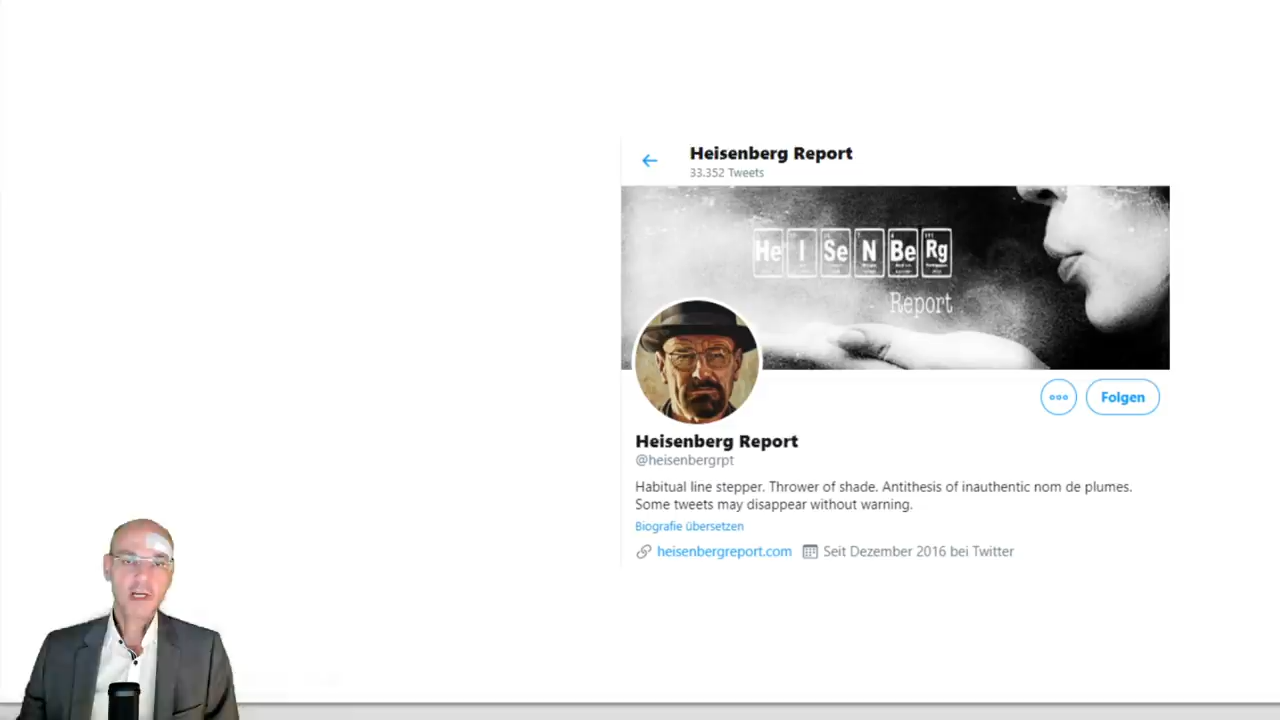 Heisenberg Report
33.352 Tweets
He I Se N Be Rg
Report
Folgen
Heisenberg Report
@heisenbergrpt
Habitual line stepper. Thrower of shade. Antithesis of inauthentic nom de plumes.
Some tweets may disappear without warning.
Biografie übersetzen
heisenbergreport.com Seit Dezember 2016 bei Twitter